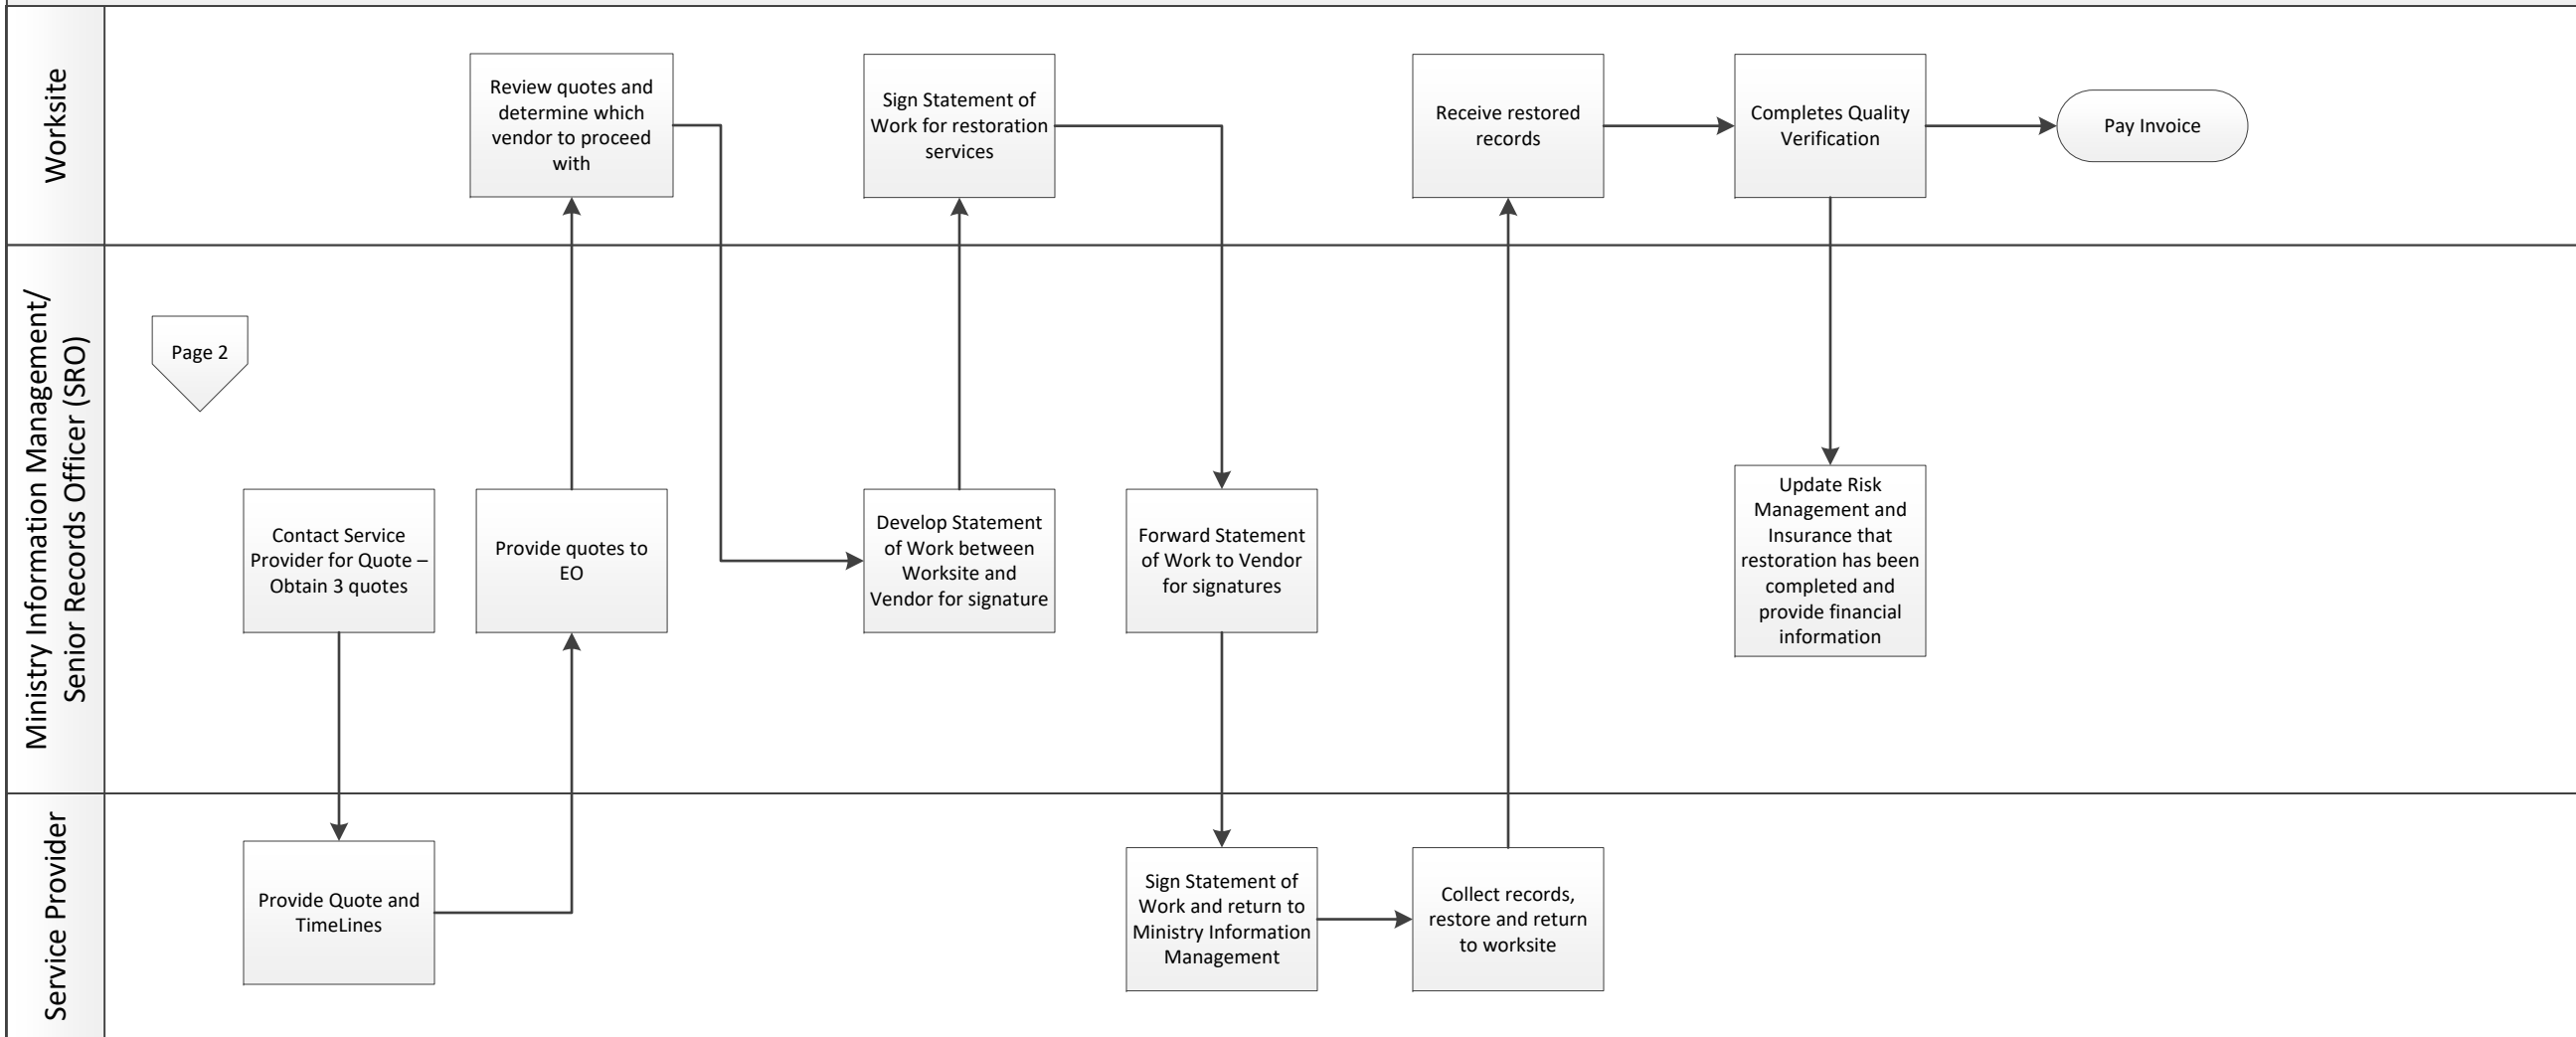 Worksite
Review quotes and
determine which
vendor to proceed
with
Sign Statement of
Work for restoration
services
Receive restored
records
Completes Quality
Verification
Pay Invoice
Ministry Information Management/
Senior Records Officer (SRO)
Page 2
Contact Service
Provider for Quote –
Obtain 3 quotes
Provide quotes to
EO
Develop Statement
of Work between
Worksite and
Vendor for signature
Forward Statement
of Work to Vendor
for signatures
Update Risk
Management and
Insurance that
restoration has been
completed and
provide financial
information
Service Provider
Provide Quote and
TimeLines
Sign Statement of
Work and return to
Ministry Information
Management
Collect records,
restore and return
to worksite